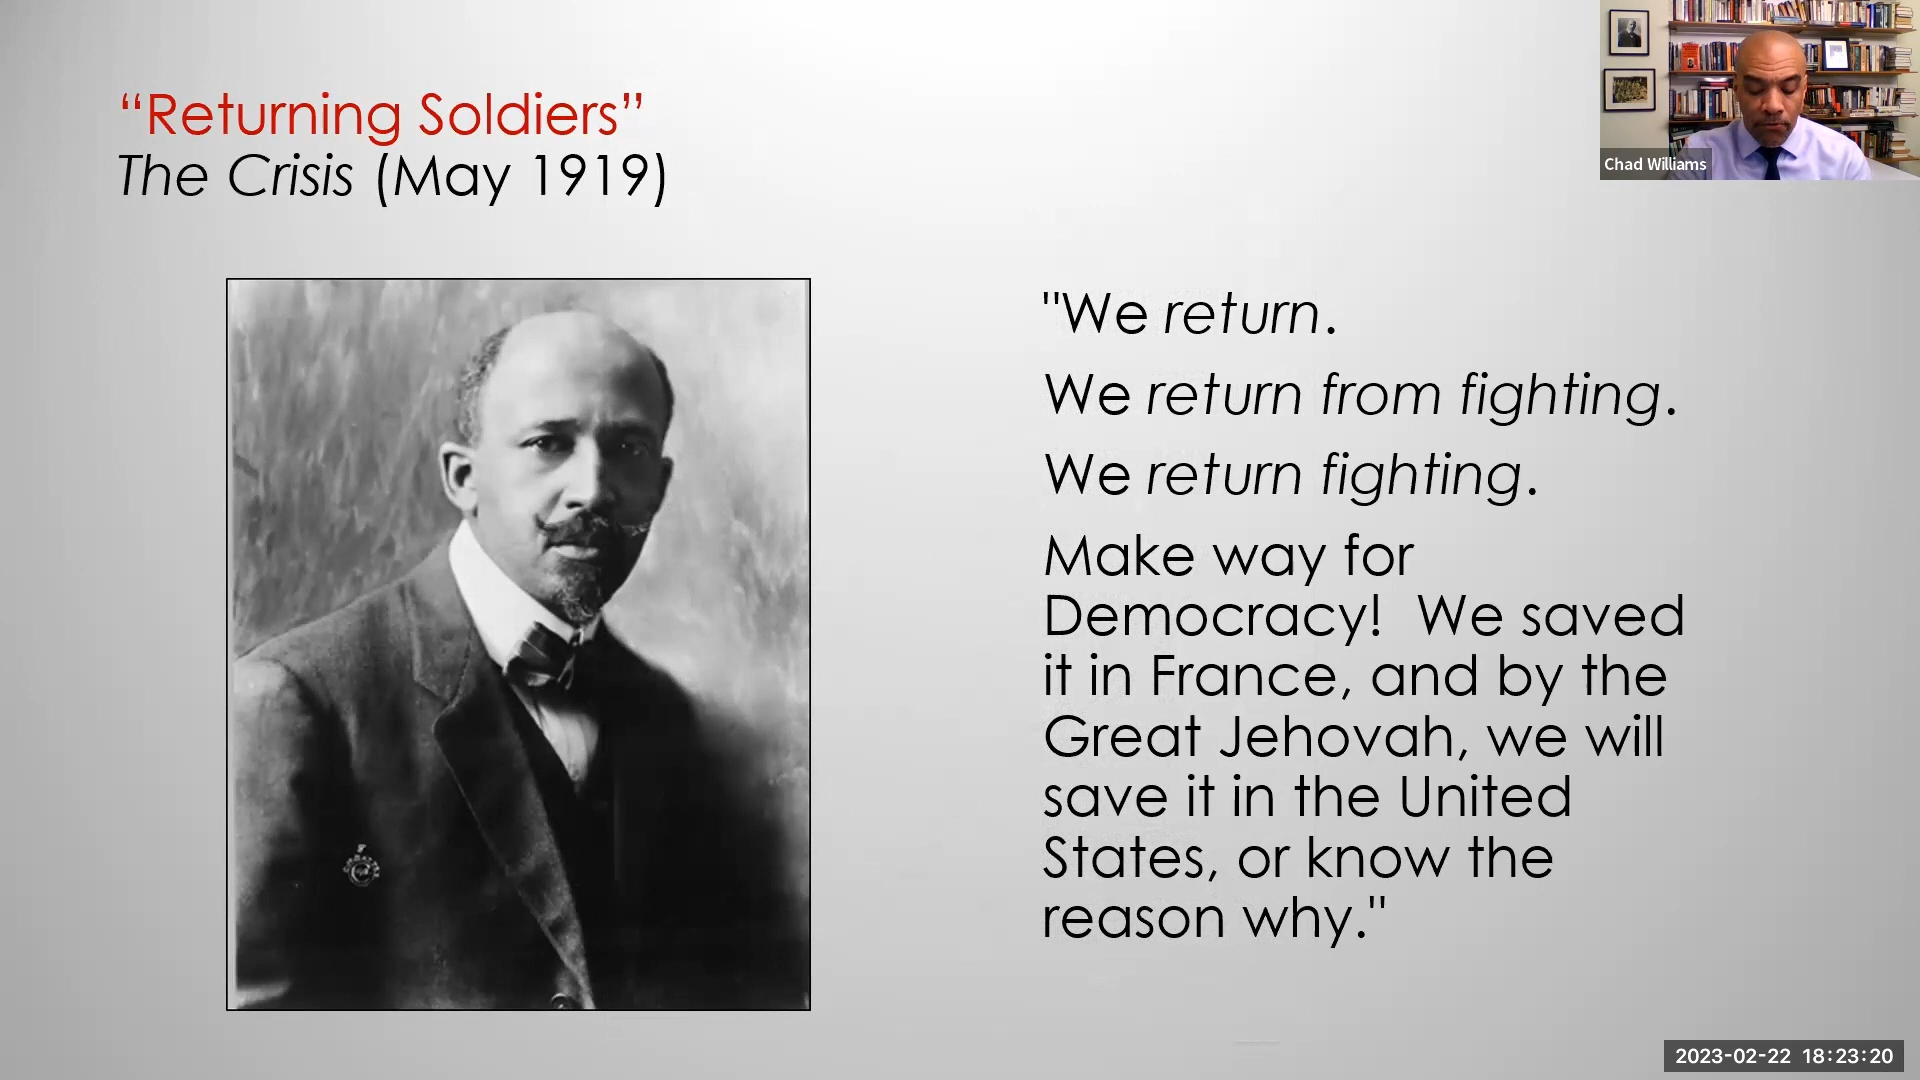 “Returning Soldiers”
The Crisis (May 1919)
Chad Williams
"We return.
We return from fighting.
We return fighting.
Make way for
Democracy!  We saved
it in France, and by the
Great Jehovah, we will
save it in the United
States, or know the
reason why."
2023-02-22 18:23:20